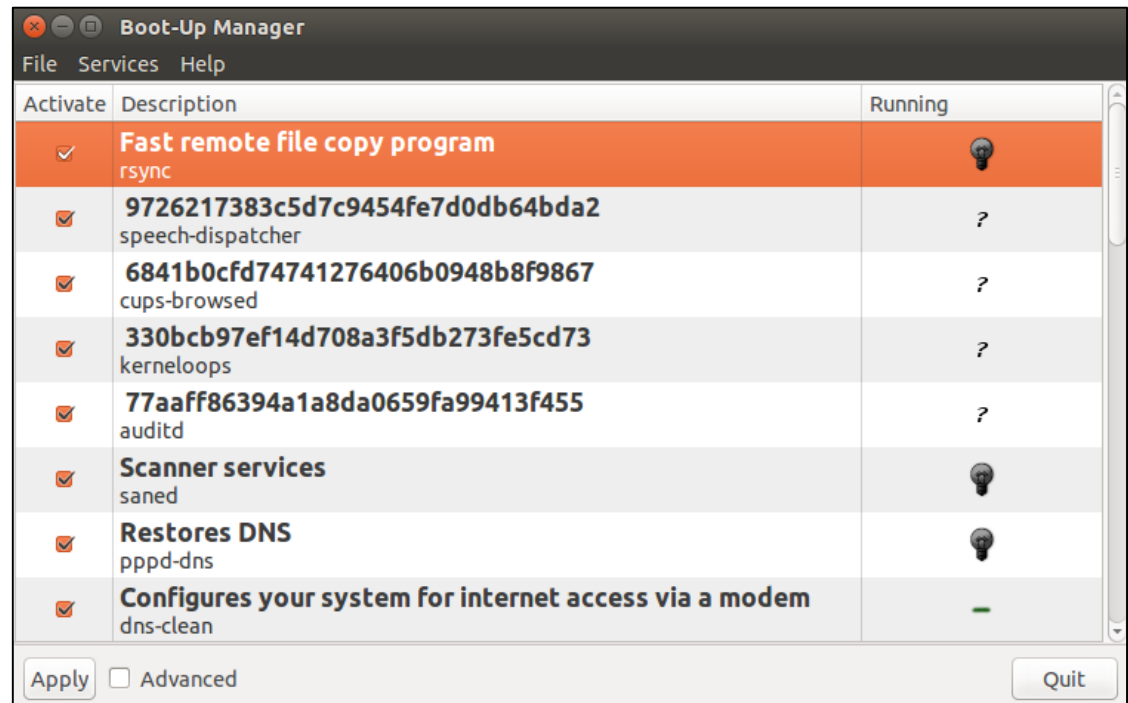 Boot-Up Manager
File Services Help
Activate Description Running
Fast remote file copy program
rsync
9726217383c5d7c9454fe7d0db64bda2
speech-dispatcher
?
6841b0cfd74741276406b0948b8f9867
cups-browsed
?
330bcb97ef14d708a3f5db273fe5cd73
kerneloops
?
77aaff86394a1a8da0659fa99413f455
auditd
?
Scanner services
saned
Restores DNS
pppd-dns
Configures your system for internet access via a modem
dns-clean
Apply Advanced Quit